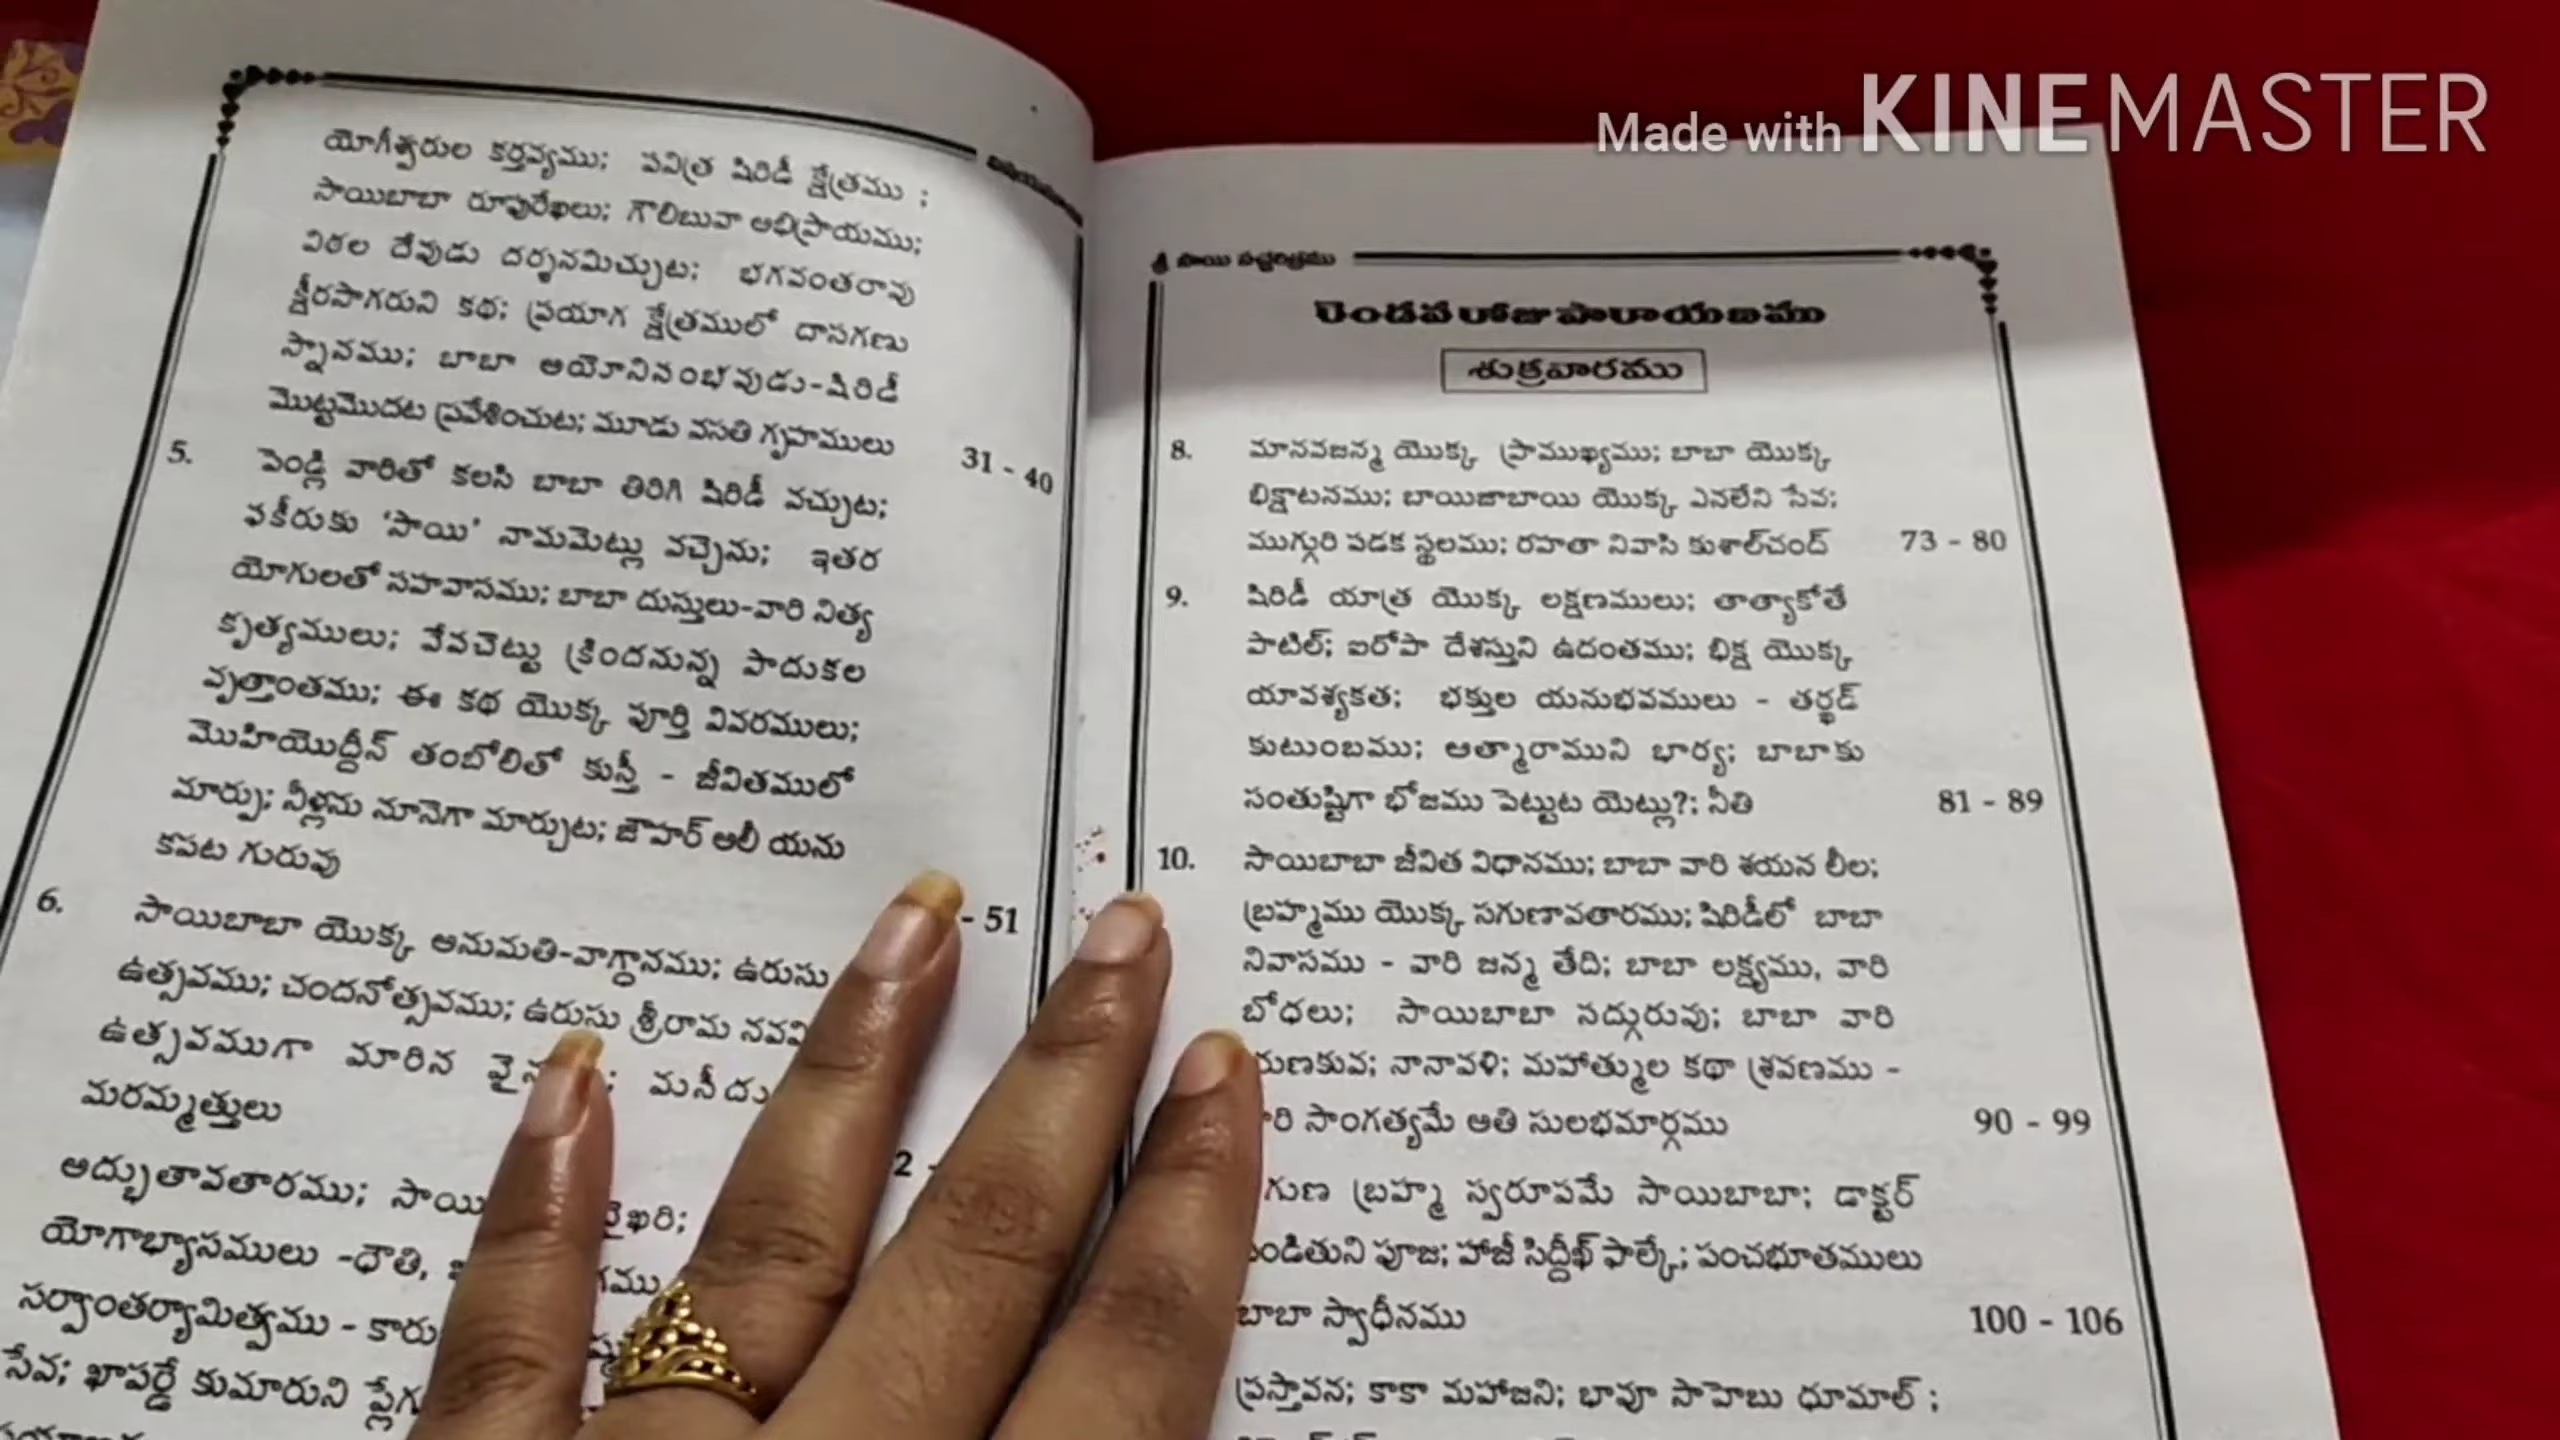 Made with KINEMASTER
యోగీశ్వరుల కర్తవ్యము; పవిత్ర షిరిడీ క్షేత్రము ;
సాయిబాబా రూపురేఖలు; గౌలిబువా అభిప్రాయము;
విఠల దేవుడు దర్శనమిచ్చుట; భగవంతరావు
క్షీరసాగరుని కథ; ప్రయాగ క్షేత్రములో దాసగణు
స్నానము; బాబా అయోనిసంభవుడు-షిరిడీ
మొట్టమొదట ప్రవేశించుట; మూడు వసతి గృహములు 31 - 40
5. పెండ్లి వారితో కలసి బాబా తిరిగి షిరిడీ వచ్చుట;
ఫకీరుకు 'సాయి' నామమెట్లు వచ్చెను; ఇతర
యోగులతో సహవాసము; బాబా దుస్తులు-వారి నిత్య
కృత్యములు; వేపచెట్టు క్రిందనున్న పాదుకల
వృత్తాంతము; ఈ కథ యొక్క పూర్తి వివరములు;
మొహియొద్దీన్ తంబోలితో కుస్తీ - జీవితములో
మార్పు; నీళ్లను నూనెగా మార్చుట; జౌహర్ అలీ యను
కపట గురువు - 51
6. సాయిబాబా యొక్క అనుమతి-వాగ్దానము; ఉరుసు
ఉత్సవము; చందనోత్సవము; ఉరుసు శ్రీరామ
ఉత్సవముగా మారిన
మరమ్మత్తులు
అద్భుతావతారము;
యోగాభ్యాసములు -ధౌతి,
సర్వాంతర్యామిత్వము -
సేవ; ఖాపర్డే కుమారుని
శ్రీ సాయి సచ్చరిత్రము
రెండవ రోజు పారాయణము
శుక్రవారము
8. మానవజన్మ యొక్క ప్రాముఖ్యము; బాబా యొక్క
భిక్షాటనము; బాయిజాబాయి యొక్క ఎనలేని సేవ;
ముగ్గురి పడక స్థలము; రహతా నివాసి కుశాల్‌చంద్ 73 - 80
9. షిరిడీ యాత్ర యొక్క లక్షణములు; తాత్యాకోతే
పాటిల్; ఐరోపా దేశస్తుని ఉదంతము; భిక్ష యొక్క
యావశ్యకత; భక్తుల యనుభవములు - తర్ఖడ్
కుటుంబము; ఆత్మారాముని భార్య; బాబాకు
సంతుష్టిగా భోజము పెట్టుట యెట్లు?; నీతి 81 - 89
10. సాయిబాబా జీవిత విధానము; బాబా వారి శయన లీల;
బ్రహ్మము యొక్క సగుణావతారము; షిరిడీలో బాబా
నివాసము - వారి జన్మ తేది; బాబా లక్ష్యము, వారి
బోధలు; సాయిబాబా సద్గురువు; బాబా వారి
నానావళి; మహాత్ముల కథా శ్రవణము -
సాంగత్యమే అతి సులభమార్గము 90 - 99
బ్రహ్మ స్వరూపమే సాయిబాబా; డాక్టర్
పూజ; హాజీ సిద్దీఖ్ ఫాల్కే; పంచభూతములు
బాబా స్వాధీనము 100 - 106
ప్రస్తావన; కాకా మహాజని; భావూ సాహెబు ధూమాల్ ;